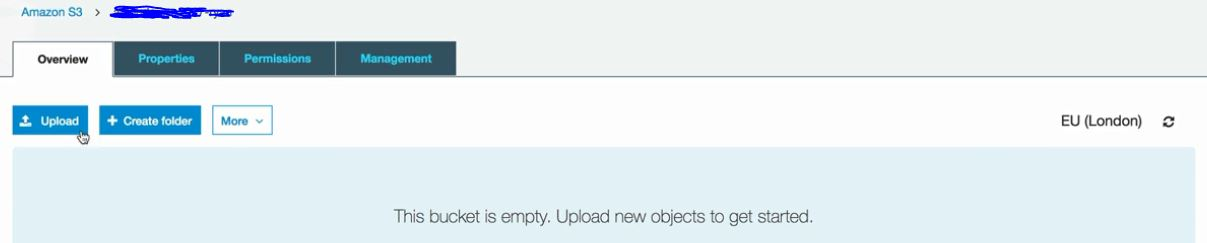 Amazon S3 >
Overview Properties Permissions Management
Upload + Create folder More EU (London)
This bucket is empty. Upload new objects to get started.